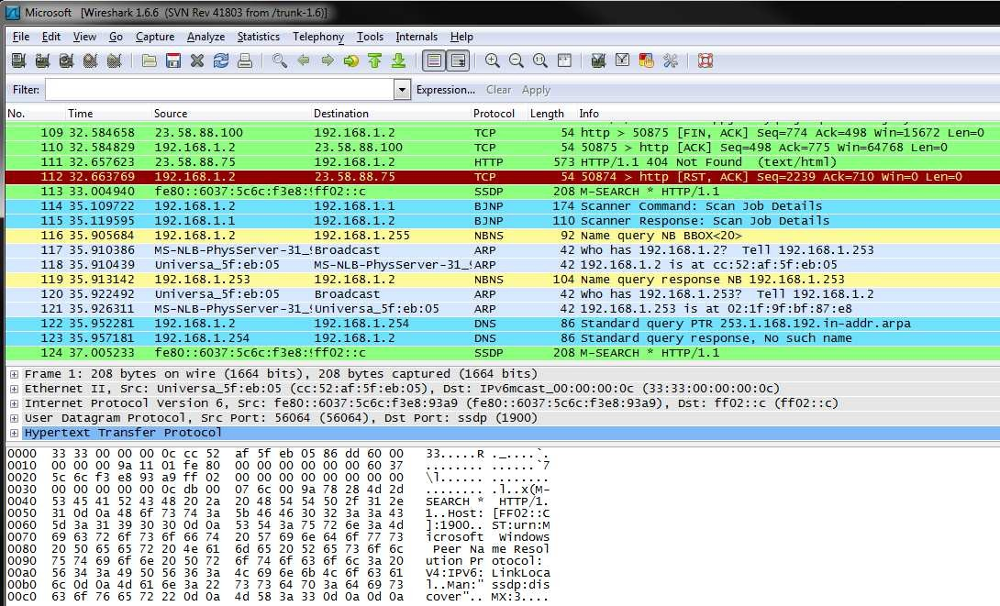 Microsoft [Wireshark 1.6.6 (SVN Rev 41803 from /trunk-1.6)]
File Edit View Go Capture Analyze Statistics Telephony Tools Internals Help
Filter: Expression... Clear Apply
No. Time Source Destination Protocol Length Info
109 32.584658 23.58.88.100 192.168.1.2 TCP 54 http > 50875 [FIN, ACK] Seq=774 Ack=498 Win=15672 Len=0
110 32.584829 192.168.1.2 23.58.88.100 TCP 54 50875 > http [ACK] Seq=498 Ack=775 Win=64768 Len=0
111 32.657623 23.58.88.75 192.168.1.2 HTTP 573 HTTP/1.1 404 Not Found (text/html)
112 32.663769 192.168.1.2 23.58.88.75 TCP 54 50874 > http [RST, ACK] Seq=2239 Ack=710 Win=0 Len=0
113 33.004940 fe80::6037:5c6c:f3e8:9 ff02::c SSDP 208 M-SEARCH * HTTP/1.1
114 35.109722 192.168.1.2 192.168.1.1 BJNP 174 Scanner Command: Scan Job Details
115 35.119595 192.168.1.1 192.168.1.2 BJNP 110 Scanner Response: Scan Job Details
116 35.905684 192.168.1.2 192.168.1.255 NBNS 92 Name query NB BBOX<20>
117 35.910386 MS-NLB-PhysServer-31_9 Broadcast ARP 42 Who has 192.168.1.2? Tell 192.168.1.253
118 35.910439 Universa_5f:eb:05 MS-NLB-PhysServer-31_9 ARP 42 192.168.1.2 is at cc:52:af:5f:eb:05
119 35.913142 192.168.1.253 192.168.1.2 NBNS 104 Name query response NB 192.168.1.253
120 35.922492 Universa_5f:eb:05 Broadcast ARP 42 Who has 192.168.1.253? Tell 192.168.1.2
121 35.926311 MS-NLB-PhysServer-31_9 Universa_5f:eb:05 ARP 42 192.168.1.253 is at 02:1f:9f:bf:87:e8
122 35.952281 192.168.1.2 192.168.1.254 DNS 86 Standard query PTR 253.1.168.192.in-addr.arpa
123 35.957181 192.168.1.254 192.168.1.2 DNS 86 Standard query response, No such name
124 37.005233 fe80::6037:5c6c:f3e8:9 ff02::c SSDP 208 M-SEARCH * HTTP/1.1
Frame 1: 208 bytes on wire (1664 bits), 208 bytes captured (1664 bits)
Ethernet II, Src: Universa_5f:eb:05 (cc:52:af:5f:eb:05), Dst: IPv6mcast_00:00:00:0c (33:33:00:00:00:0c)
Internet Protocol Version 6, Src: fe80::6037:5c6c:f3e8:93a9 (fe80::6037:5c6c:f3e8:93a9), Dst: ff02::c (ff02::c)
User Datagram Protocol, Src Port: 56064 (56064), Dst Port: ssdp (1900)
Hypertext Transfer Protocol
0000 33 33 00 00 00 0c cc 52 af 5f eb 05 86 dd 60 00 33.....R ._....`.
0010 00 00 00 9a 11 01 fe 80 00 00 00 00 00 00 60 37 ........ ......`7
0020 5c 6c f3 e8 93 a9 ff 02 00 00 00 00 00 00 00 00 \l...... ........
0030 00 00 00 00 00 0c db 00 07 6c 00 9a 78 28 4d 2d ........ .l..x(M-
0040 53 45 41 52 43 48 20 2a 20 48 54 54 50 2f 31 2e SEARCH * HTTP/1.
0050 31 0d 0a 48 6f 73 74 3a 5b 46 46 30 32 3a 3a 43 1..Host: [FF02::C
0060 5d 3a 31 39 30 30 0d 0a 53 54 3a 75 72 6e 3a 4d ]:1900.. ST:urn:M
0070 69 63 72 6f 73 6f 66 74 20 57 69 6e 64 6f 77 73 icrosoft Windows
0080 20 50 65 65 72 20 4e 61 6d 65 20 52 65 73 6f 6c Peer Na me Resol
0090 75 74 69 6f 6e 20 50 72 6f 74 6f 63 6f 6c 3a 20 ution Pr otocol:
00a0 56 34 3a 49 50 56 36 3a 4c 69 6e 6b 4c 6f 63 61 V4:IPV6: LinkLoca
00b0 6c 0d 0a 4d 61 6e 3a 22 73 73 64 70 3a 64 69 73 l..Man:" ssdp:dis
00c0 63 6f 76 65 72 22 0d 0a 4d 58 3a 33 0d 0a 0d 0a cover".. MX:3....